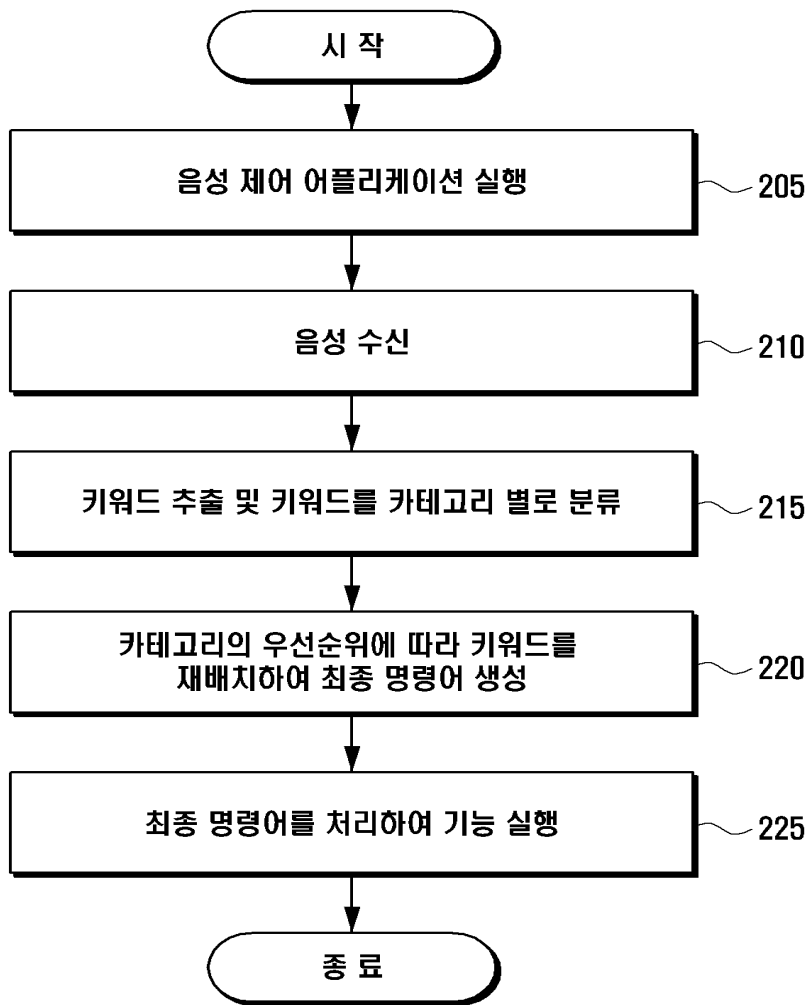 시 작
음성 제어 어플리케이션 실행
205
음성 수신
210
키워드 추출 및 키워드를 카테고리 별로 분류
215
카테고리의 우선순위에 따라 키워드를
재배치하여 최종 명령어 생성
220
최종 명령어를 처리하여 기능 실행
225
종 료